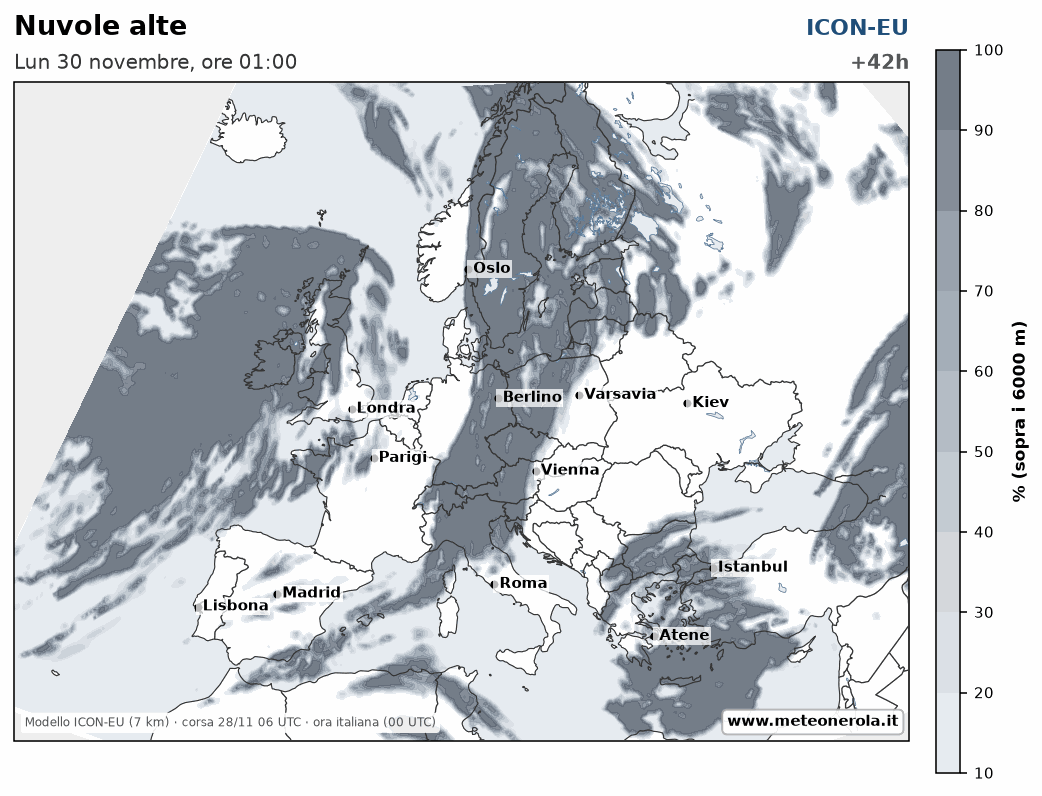 Nuvole alte
ICON-EU
Lun 30 novembre, ore 01:00
+42h
100
90
80
70
60
50
40
30
20
10
% (sopra i 6000 m)
Oslo
Berlino
Varsavia
Kiev
Londra
Parigi
Vienna
Istanbul
Roma
Madrid
Lisbona
Atene
Modello ICON-EU (7 km) · corsa 28/11 06 UTC · ora italiana (00 UTC)
www.meteonerola.it